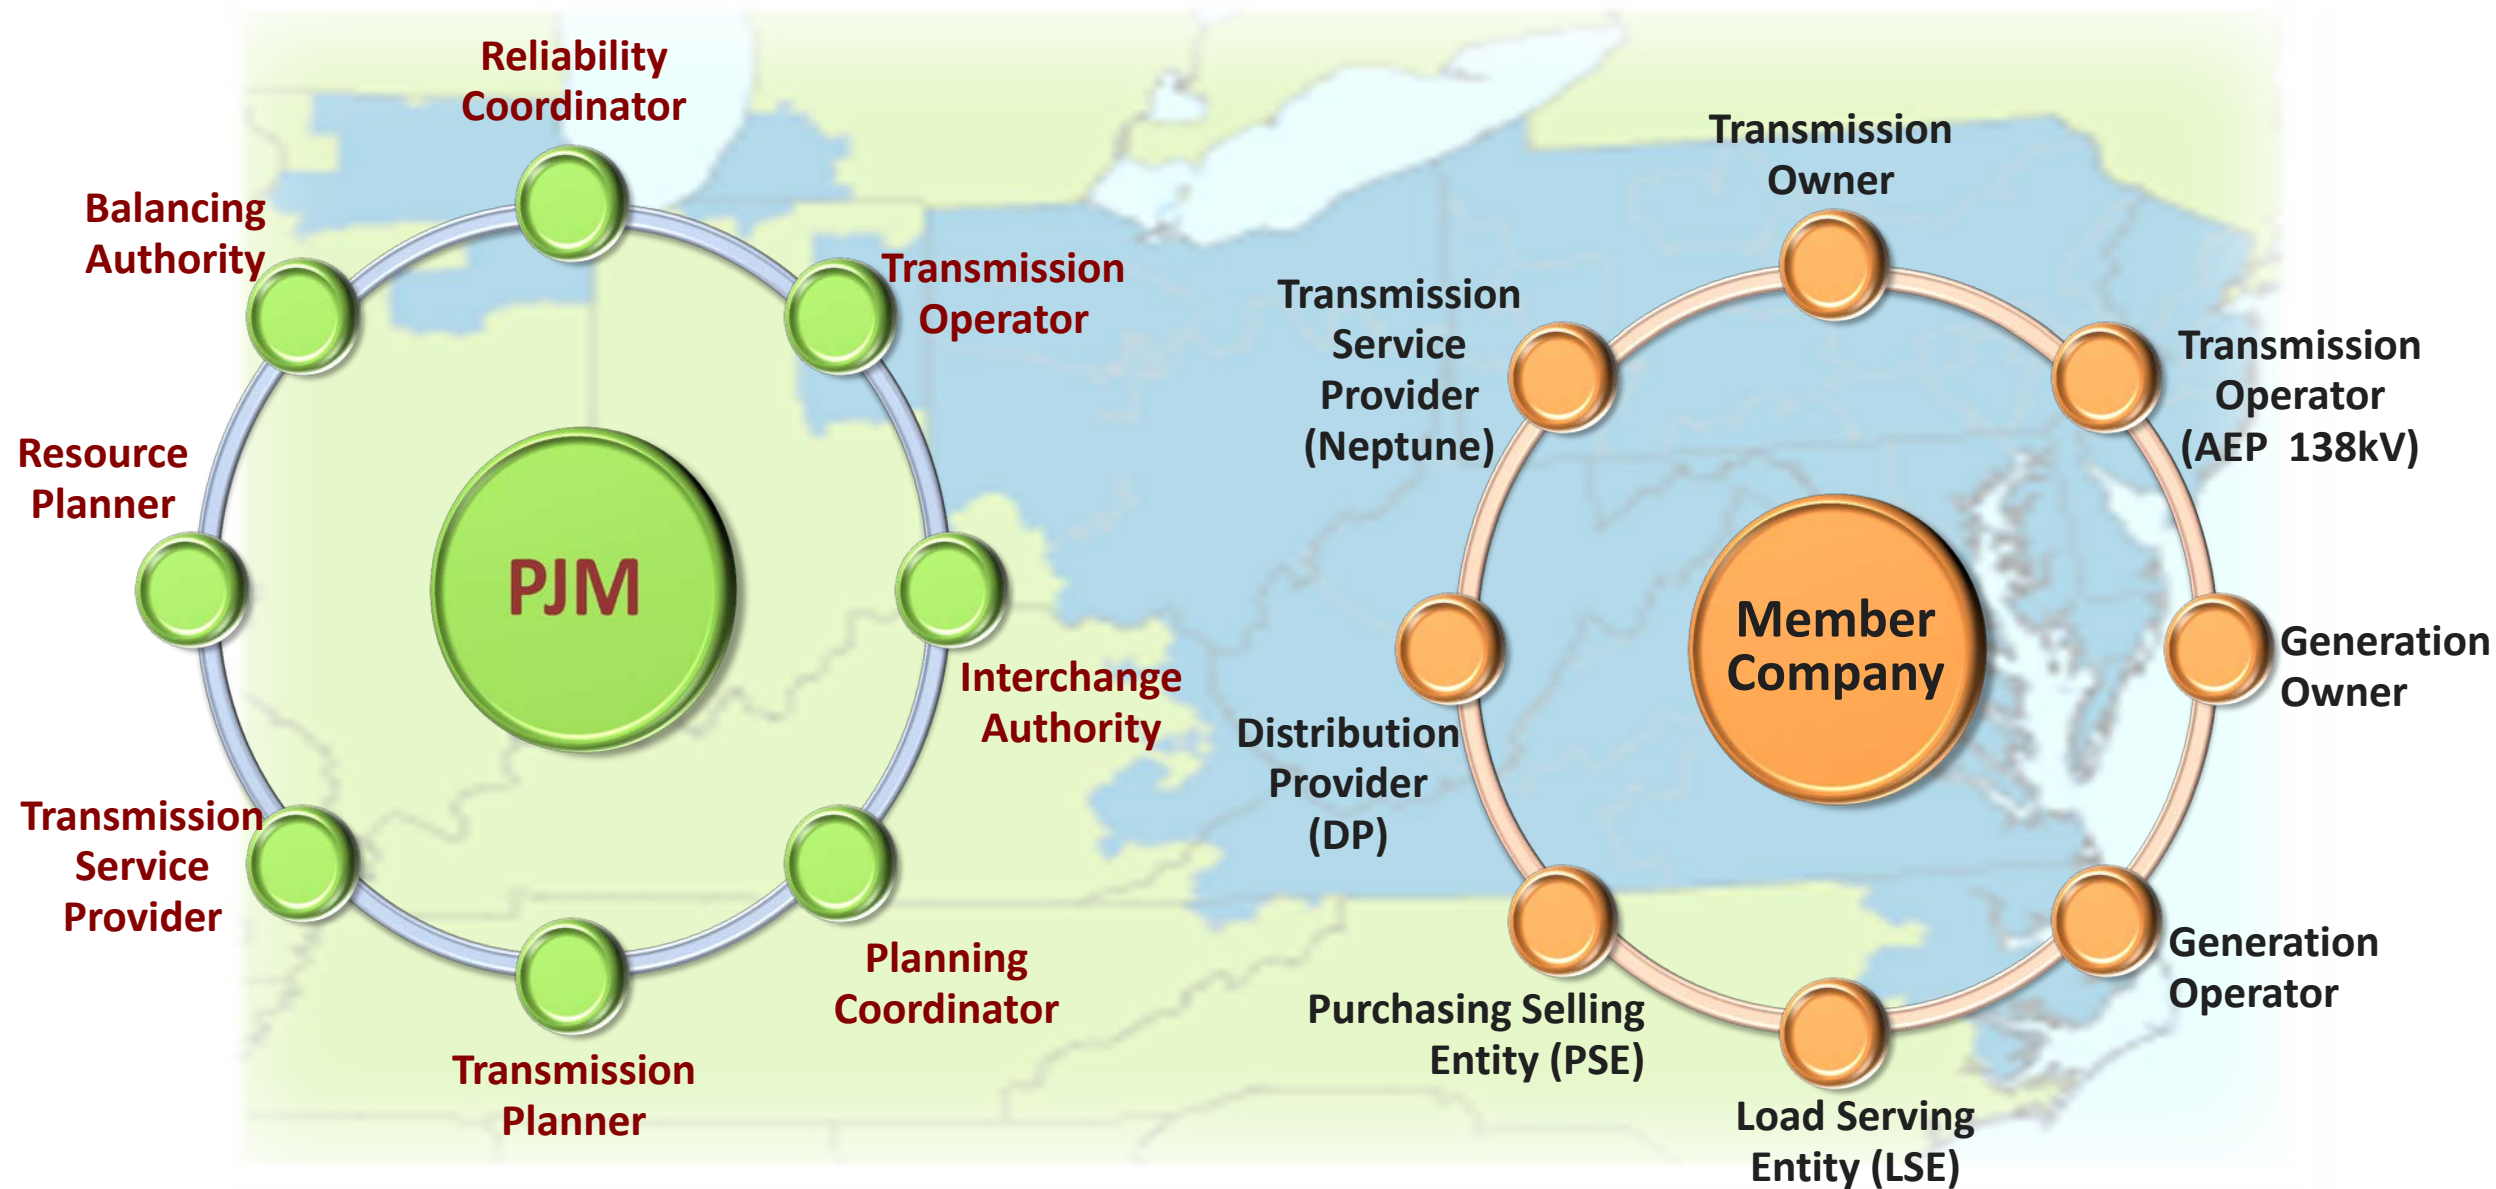 Reliability
Coordinator
Balancing
Authority
Transmission
Operator
Resource
Planner
PJM
Interchange
Authority
Transmission
Service
Provider
Planning
Coordinator
Transmission
Planner
Transmission
Owner
Transmission
Service
Provider
(Neptune)
Transmission
Operator
(AEP 138kV)
Member
Company
Generation
Owner
Distribution
Provider
(DP)
Generation
Operator
Purchasing Selling
Entity (PSE)
Load Serving
Entity (LSE)